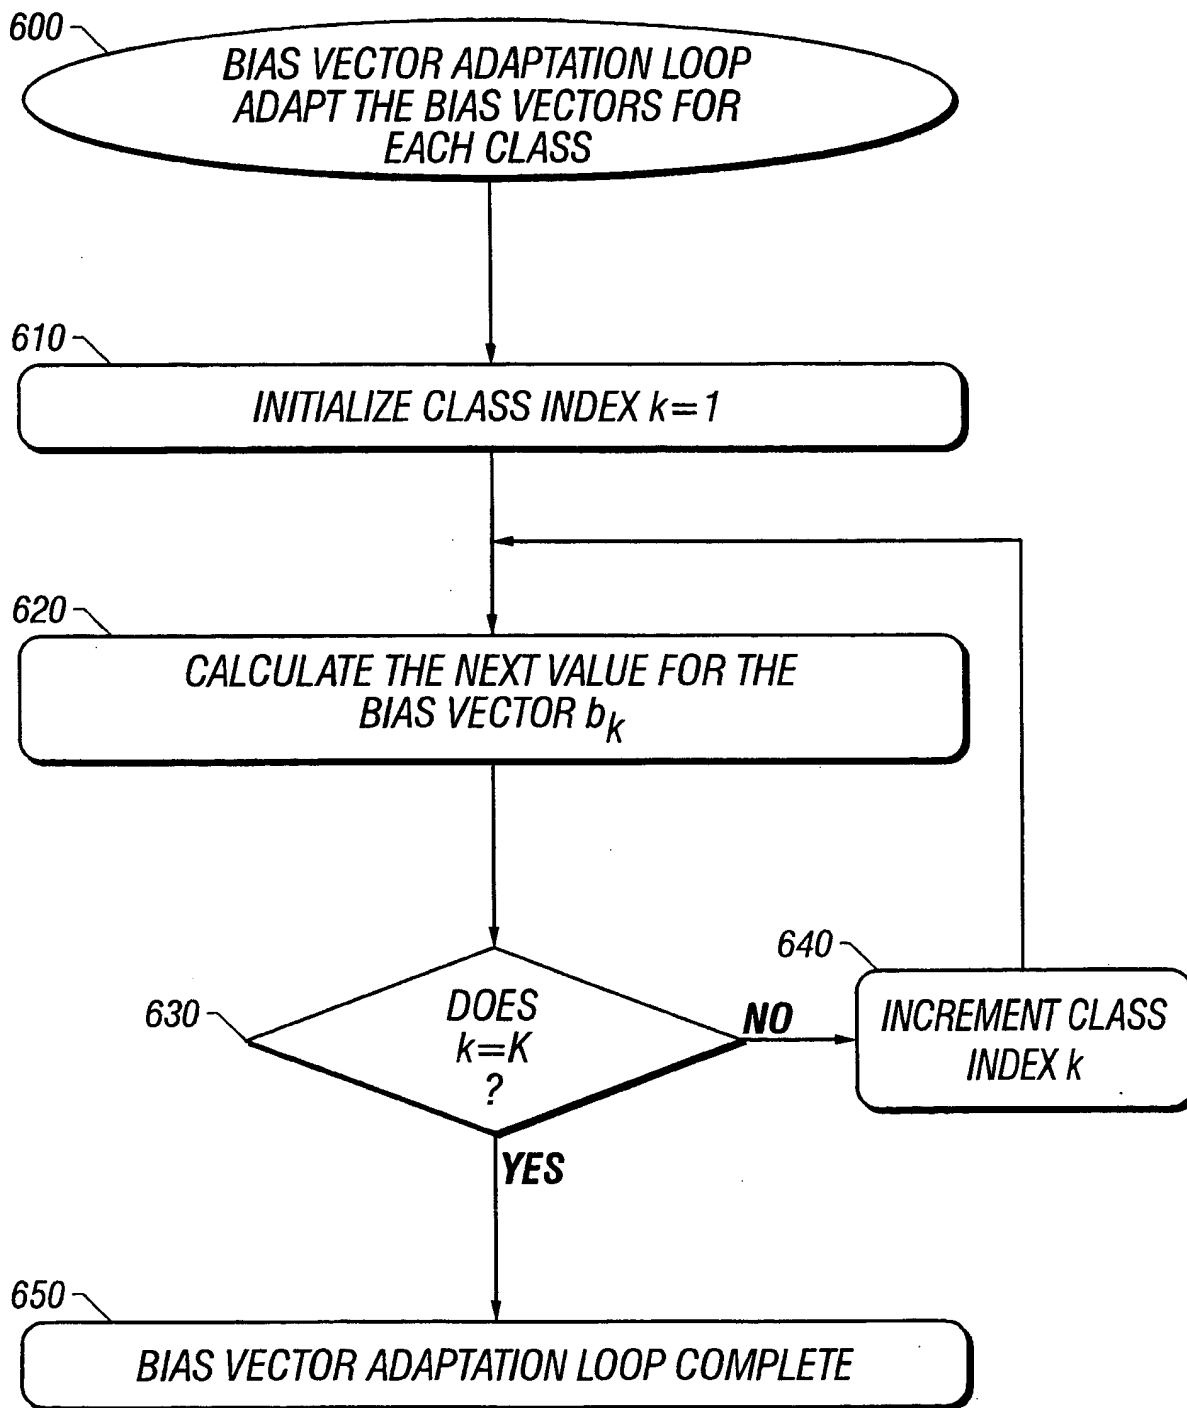 600
BIAS VECTOR ADAPTATION LOOP
ADAPT THE BIAS VECTORS FOR
EACH CLASS
610
INITIALIZE CLASS INDEX k=1
620
CALCULATE THE NEXT VALUE FOR THE
BIAS VECTOR bk
630
DOES
k=K
?
NO
640
INCREMENT CLASS
INDEX k
YES
650
BIAS VECTOR ADAPTATION LOOP COMPLETE